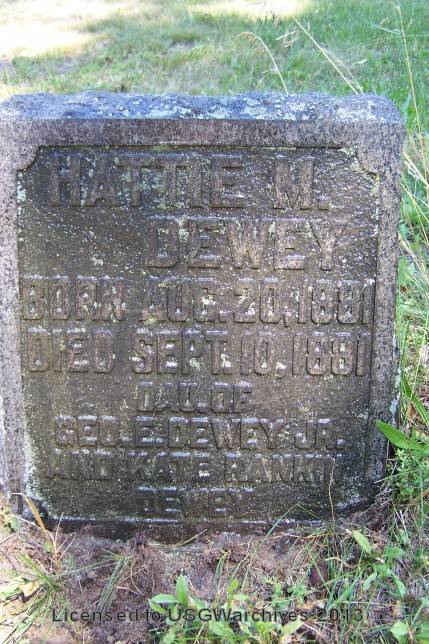 HATTIE M.
DEWEY
BORN AUG. 20, 1881
DIED SEPT. 10, 1881
DAU. OF
GEO. E. DEWEY JR.
AND KATE RANKIN
DEWEY
Licensed to USGWarchives 2013